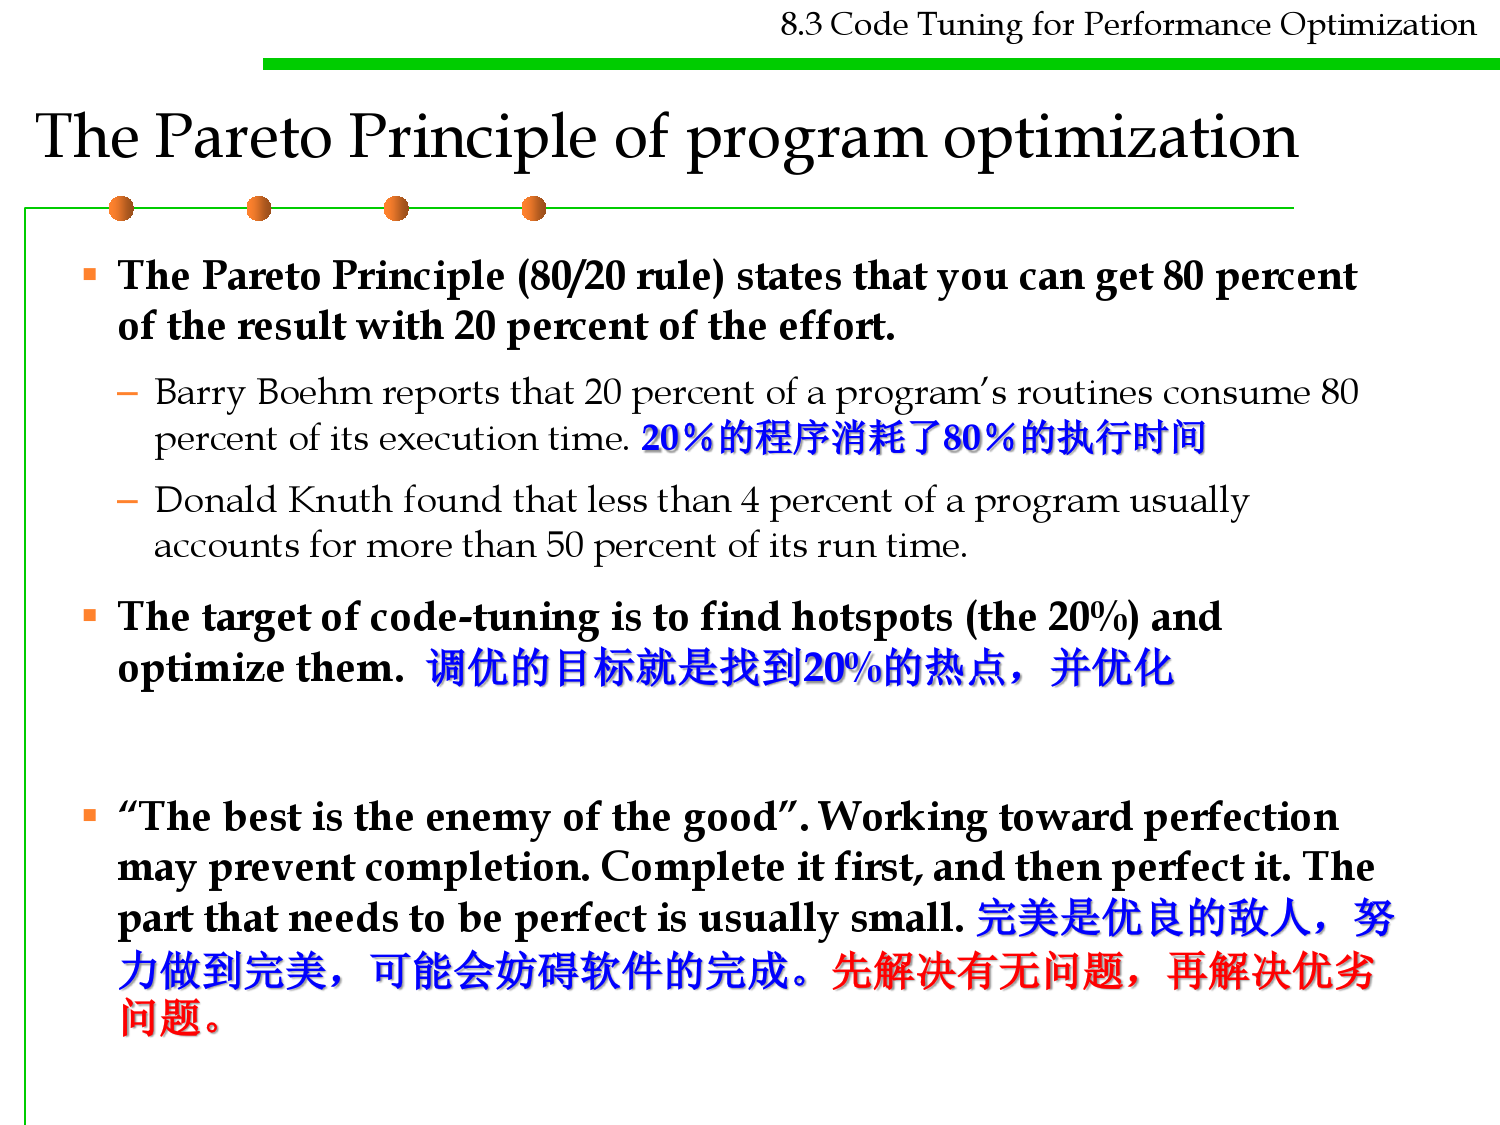 8.3 Code Tuning for Performance Optimization
The Pareto Principle of program optimization
▪ The Pareto Principle (80/20 rule) states that you can get 80 percent
of the result with 20 percent of the effort.
– Barry Boehm reports that 20 percent of a program’s routines consume 80
percent of its execution time. 20%的程序消耗了80%的执行时间
– Donald Knuth found that less than 4 percent of a program usually
accounts for more than 50 percent of its run time.
▪ The target of code-tuning is to find hotspots (the 20%) and
optimize them. 调优的目标就是找到20%的热点，并优化
▪ “The best is the enemy of the good”. Working toward perfection
may prevent completion. Complete it first, and then perfect it. The
part that needs to be perfect is usually small. 完美是优良的敌人，努
力做到完美，可能会妨碍软件的完成。先解决有无问题，再解决优劣
问题。